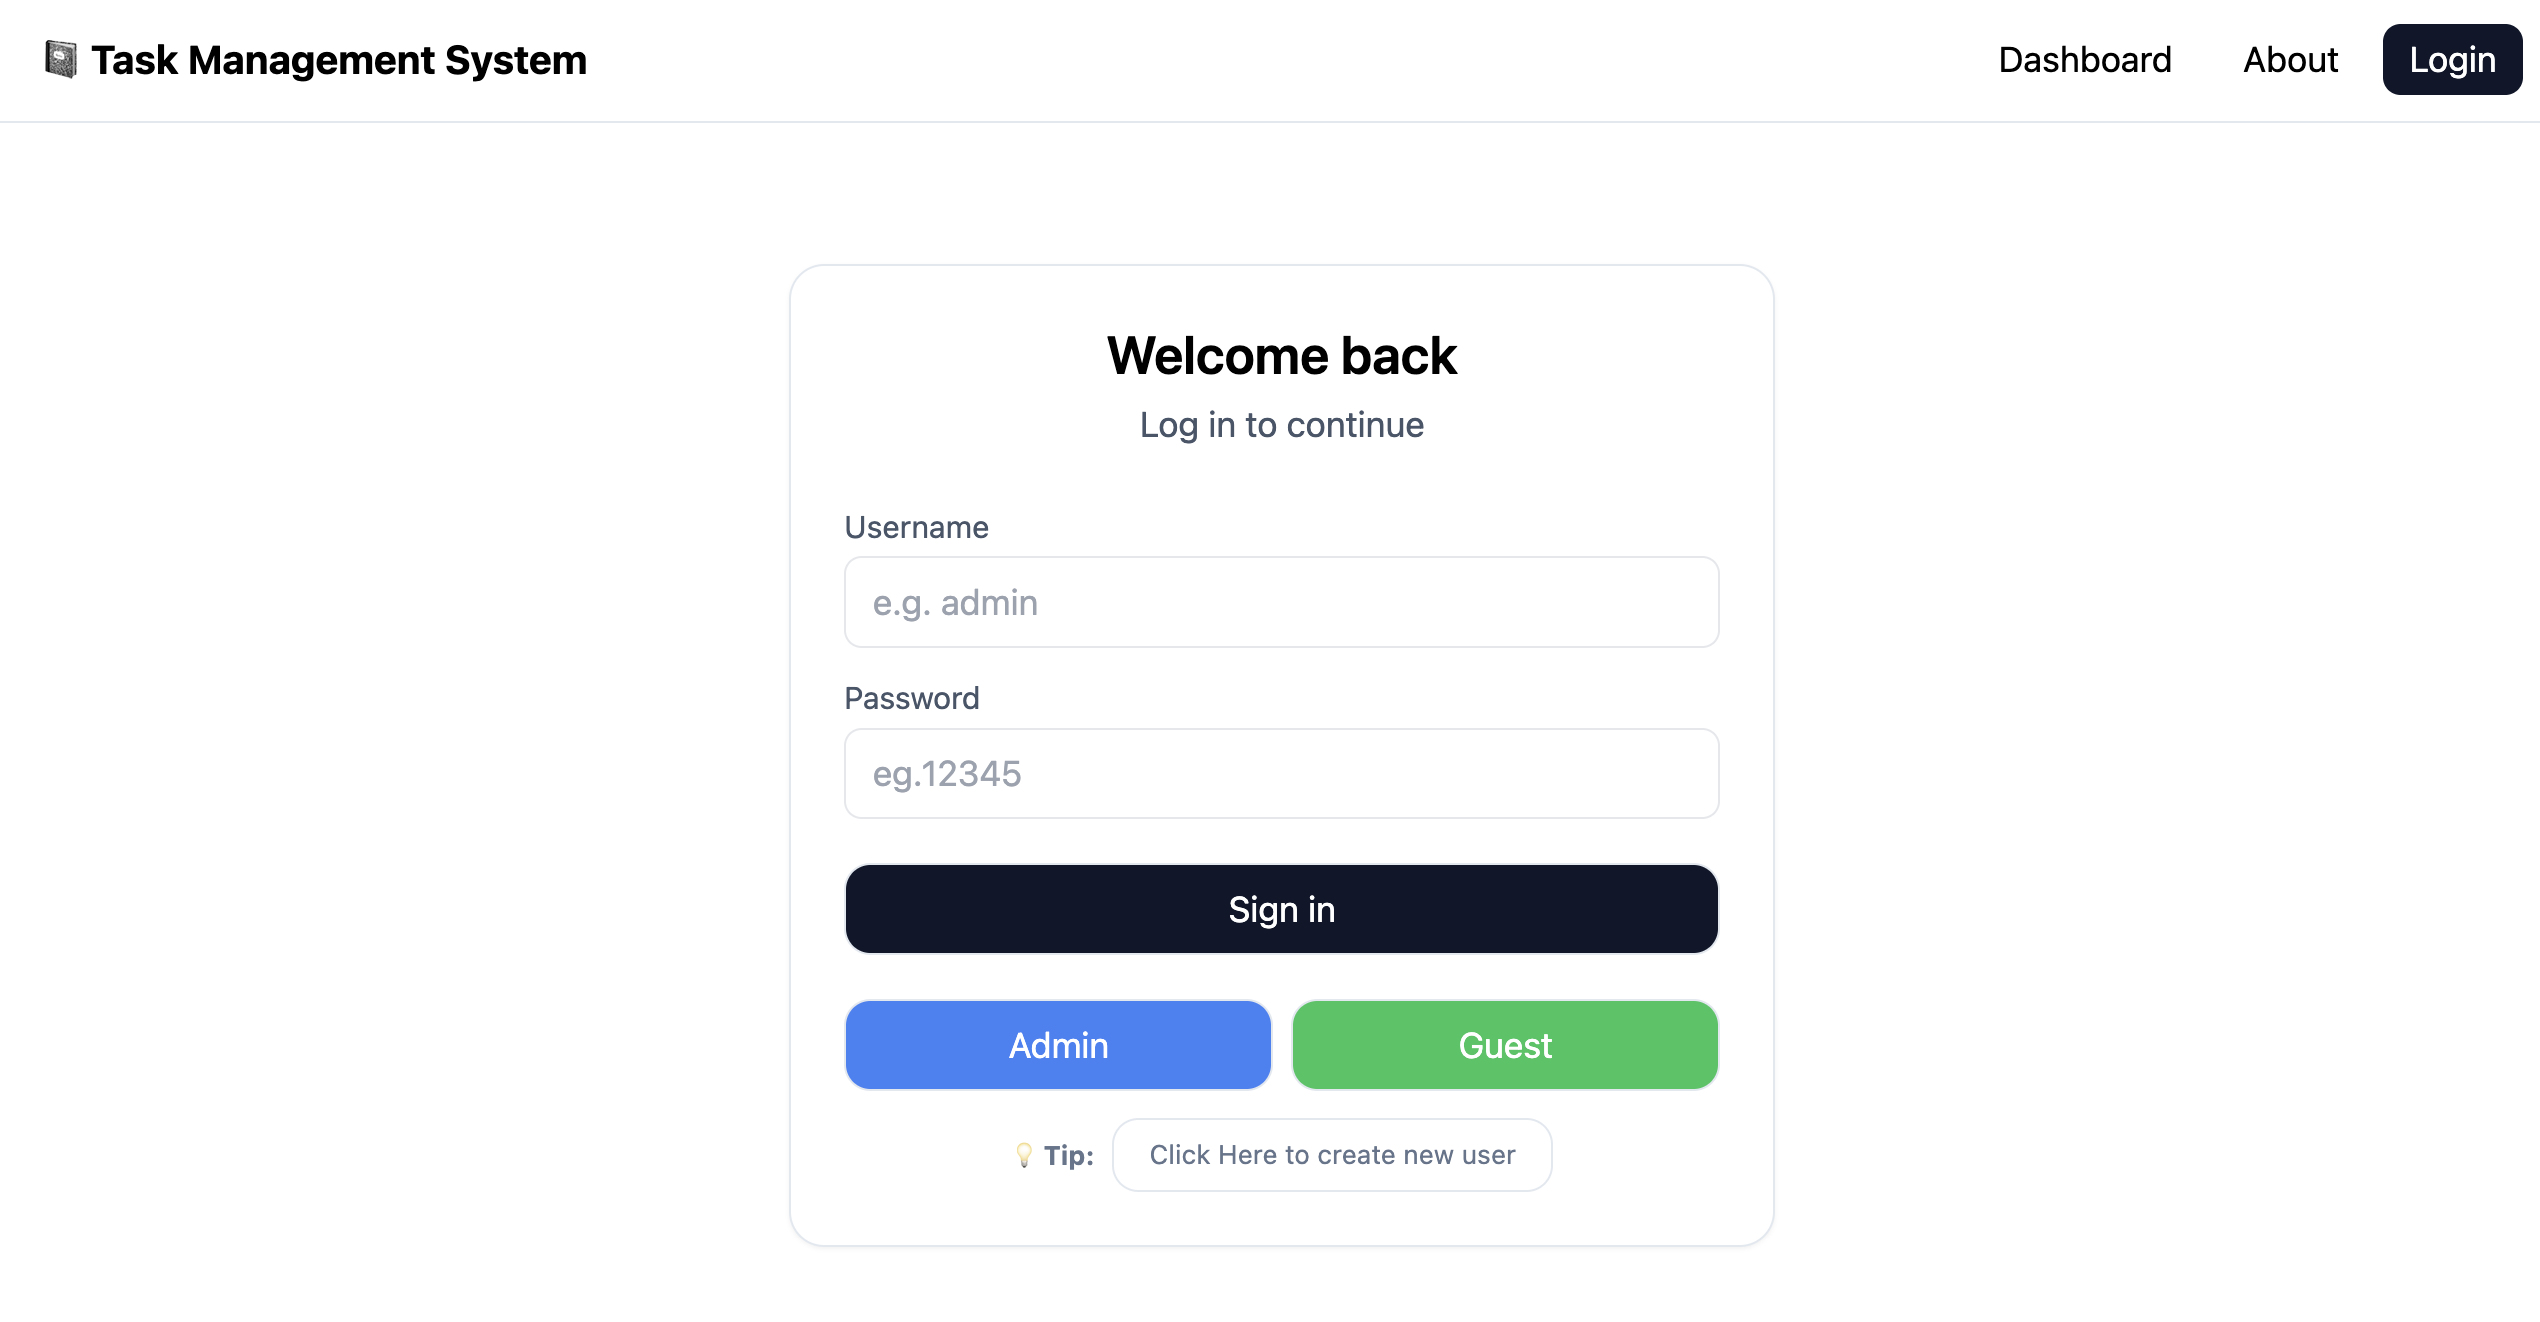 Task Management System
Dashboard
About
Login
Welcome back
Log in to continue
Username
e.g. admin
Password
eg.12345
Sign in
Admin
Guest
Tip:
Click Here to create new user